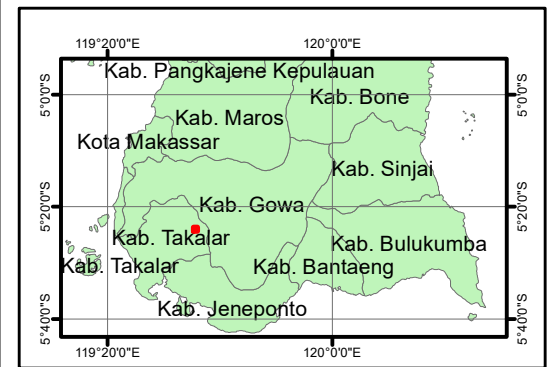 119°20'0"E 120°0'0"E
Kab. Pangkajene Kepulauan
5°0'0"S Kab. Bone 5°0'0"S
Kab. Maros
Kota Makassar
Kab. Sinjai
5°20'0"S Kab. Gowa 5°20'0"S
Kab. Takalar
Kab. Bulukumba
Kab. Takalar Kab. Bantaeng
Kab. Jeneponto
5°40'0"S 5°40'0"S
119°20'0"E 120°0'0"E